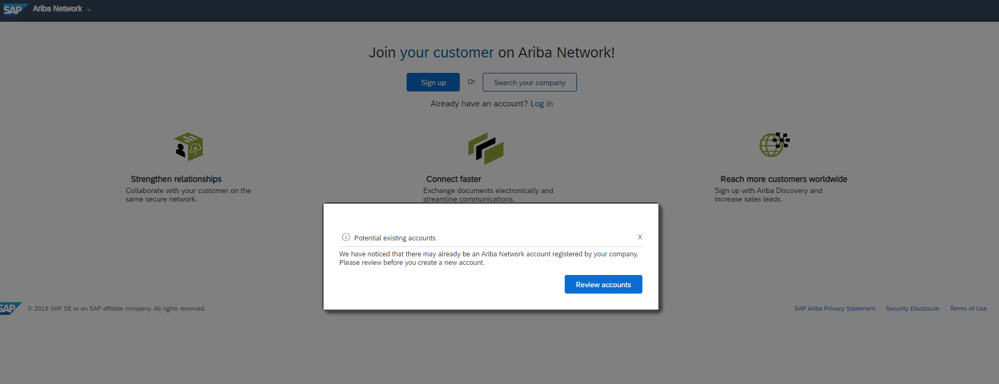 SAP Ariba Network
Join your customer on Ariba Network!
Sign up Or Search your company
Already have an account? Log in
Strengthen relationships
Collaborate with your customer on the
same secure network.
Connect faster
Exchange documents electronically and
streamline communications.
Reach more customers worldwide
Sign up with Ariba Discovery and
increase sales leads.
Potential existing accounts X
We have noticed that there may already be an Ariba Network account registered by your company.
Please review before you create a new account.
Review accounts
SAP © 2019 SAP SE or an SAP affiliate company. All rights reserved.
SAP Ariba Privacy Statement Security Disclosure Terms of Use